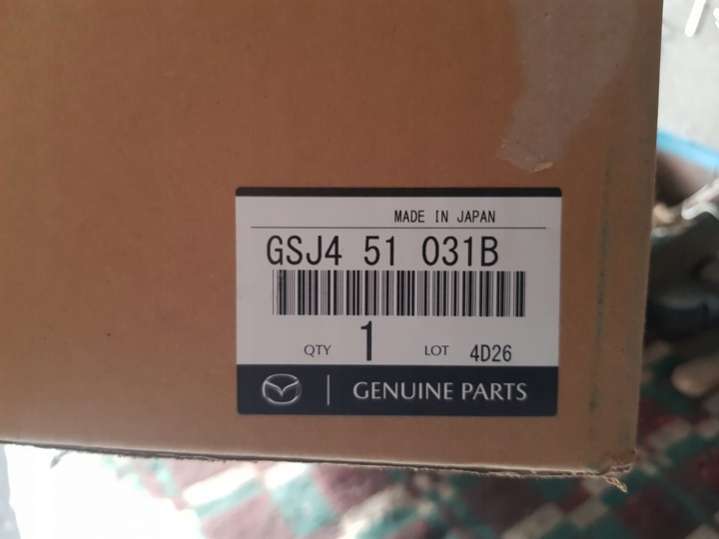 MADE IN JAPAN
GSJ4 51 031B
QTY 1 LOT 4D26
GENUINE PARTS